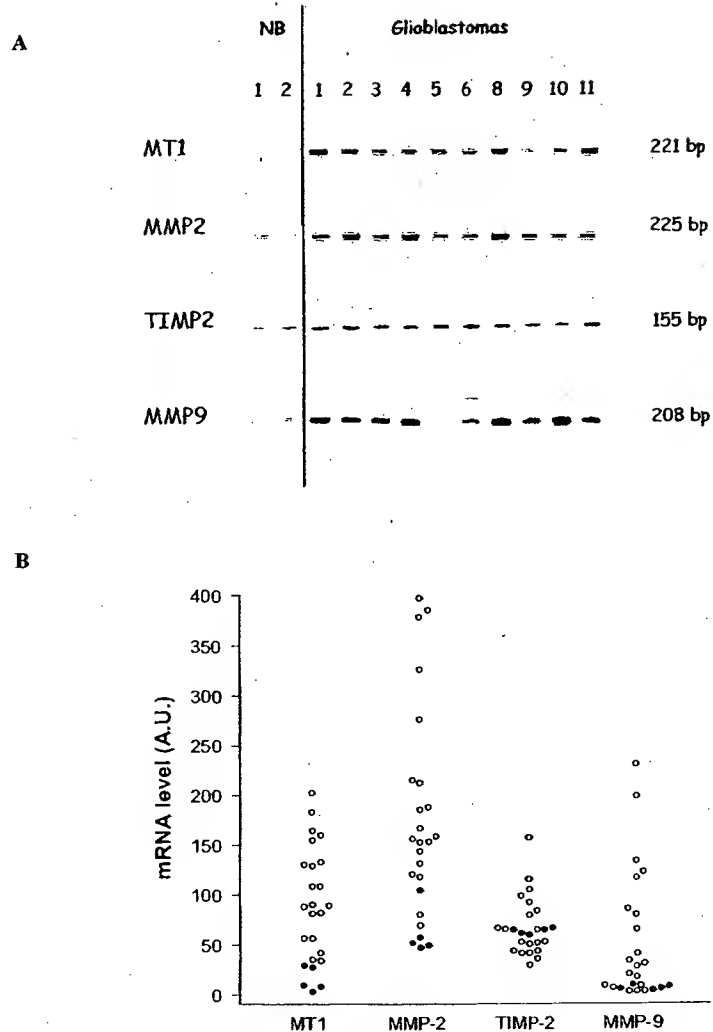 A
NB Glioblastomas
1 2 1 2 3 4 5 6 8 9 10 11
MT1 221 bp
MMP2 225 bp
TIMP2 155 bp
MMP9 208 bp
B
mRNA level (A.U.)
400
350
300
250
200
150
100
50
0
MT1 MMP-2 TIMP-2 MMP-9